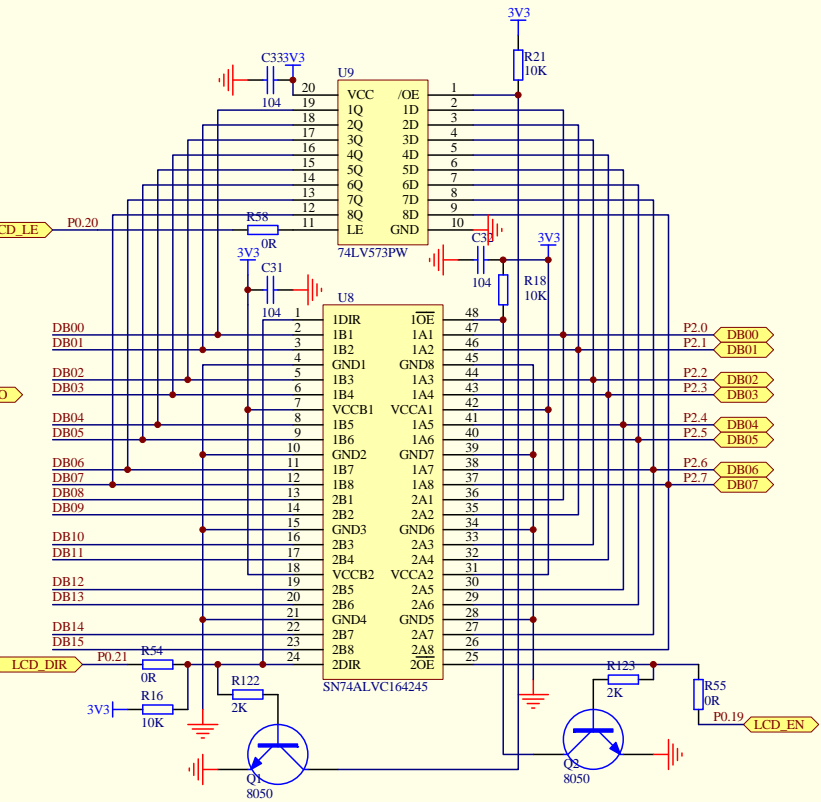 3V3
R21
10K
C33 3V3
104
U9
20 VCC /OE 1
19 1Q 1D 2
18 2Q 2D 3
17 3Q 3D 4
16 4Q 4D 5
15 5Q 5D 6
14 6Q 6D 7
13 7Q 7D 8
12 8Q 8D 9
11 LE GND 10
74LV573PW
CD_LE P0.20 R58
0R
3V3
C31
104
C32
104
3V3
R18
10K
U8
1 1DIR 1OE 48
DB00 2 1B1 1A1 47 P2.0 DB00
DB01 3 1B2 1A2 46 P2.1 DB01
4 GND1 GND8 45
DB02 5 1B3 1A3 44 P2.2 DB02
O DB03 6 1B4 1A4 43 P2.3 DB03
7 VCCB1 VCCA1 42
DB04 8 1B5 1A5 41 P2.4 DB04
DB05 9 1B6 1A6 40 P2.5 DB05
10 GND2 GND7 39
DB06 11 1B7 1A7 38 P2.6 DB06
DB07 12 1B8 1A8 37 P2.7 DB07
DB08 13 2B1 2A1 36
DB09 14 2B2 2A2 35
15 GND3 GND6 34
DB10 16 2B3 2A3 33
DB11 17 2B4 2A4 32
18 VCCB2 VCCA2 31
DB12 19 2B5 2A5 30
DB13 20 2B6 2A6 29
21 GND4 GND5 28
DB14 22 2B7 2A7 27
DB15 23 2B8 2A8 26
24 2DIR 2OE 25
SN74ALVC164245
LCD_DIR P0.21 R54
0R
R16
3V3
10K
R122
2K
R123
2K
R55
0R
P0.19 LCD_EN
Q1
8050
Q2
8050